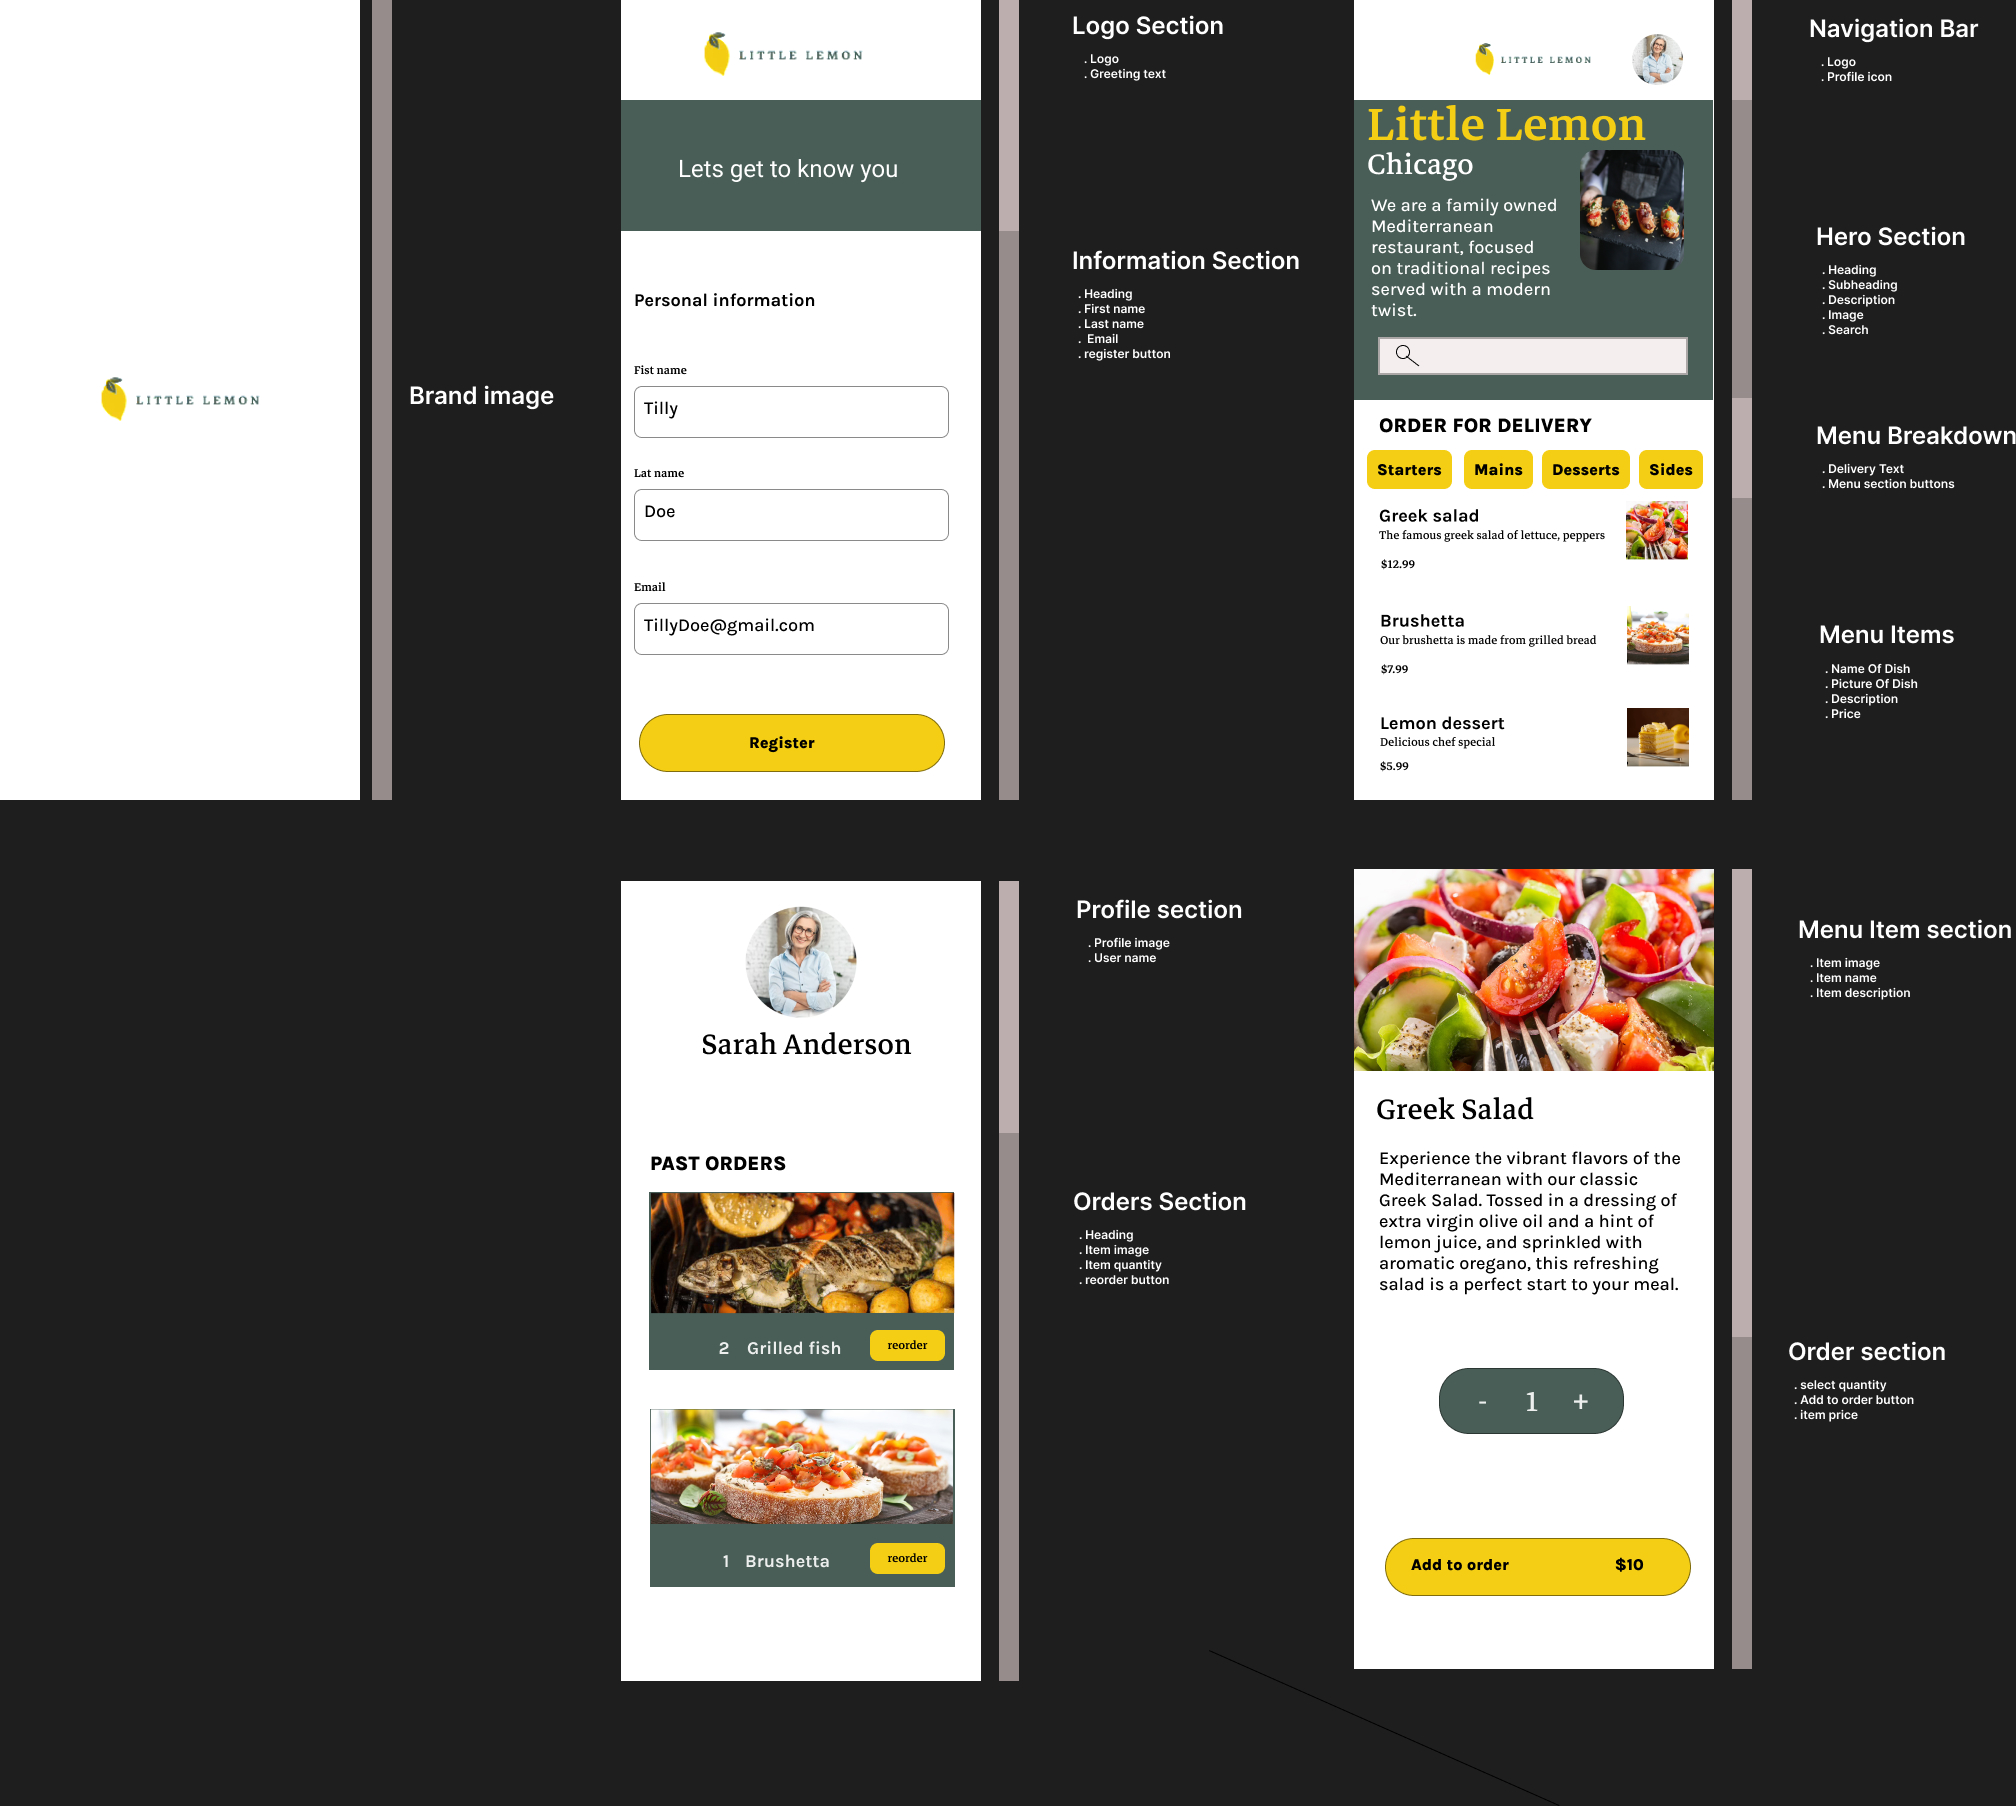 LITTLE LEMON
Brand image
LITTLE LEMON
Lets get to know you
Personal information
Fist name
Tilly
Lat name
Doe
Email
TillyDoe@gmail.com
Register
Logo Section
. Logo
. Greeting text
Information Section
. Heading
. First name
. Last name
. Email
. register button
LITTLE LEMON
Little Lemon
Chicago
We are a family owned
Mediterranean
restaurant, focused
on traditional recipes
served with a modern
twist.
ORDER FOR DELIVERY
Starters
Mains
Desserts
Sides
Greek salad
The famous greek salad of lettuce, peppers
$12.99
Brushetta
Our brushetta is made from grilled bread
$7.99
Lemon dessert
Delicious chef special
$5.99
Navigation Bar
. Logo
. Profile icon
Hero Section
. Heading
. Subheading
. Description
. Image
. Search
Menu Breakdown
. Delivery Text
. Menu section buttons
Menu Items
. Name Of Dish
. Picture Of Dish
. Description
. Price
Sarah Anderson
PAST ORDERS
2 Grilled fish
reorder
1 Brushetta
reorder
Profile section
. Profile image
. User name
Orders Section
. Heading
. Item image
. Item quantity
. reorder button
Greek Salad
Experience the vibrant flavors of the
Mediterranean with our classic
Greek Salad. Tossed in a dressing of
extra virgin olive oil and a hint of
lemon juice, and sprinkled with
aromatic oregano, this refreshing
salad is a perfect start to your meal.
- 1 +
Add to order $10
Menu Item section
. Item image
. Item name
. Item description
Order section
. select quantity
. Add to order button
. item price